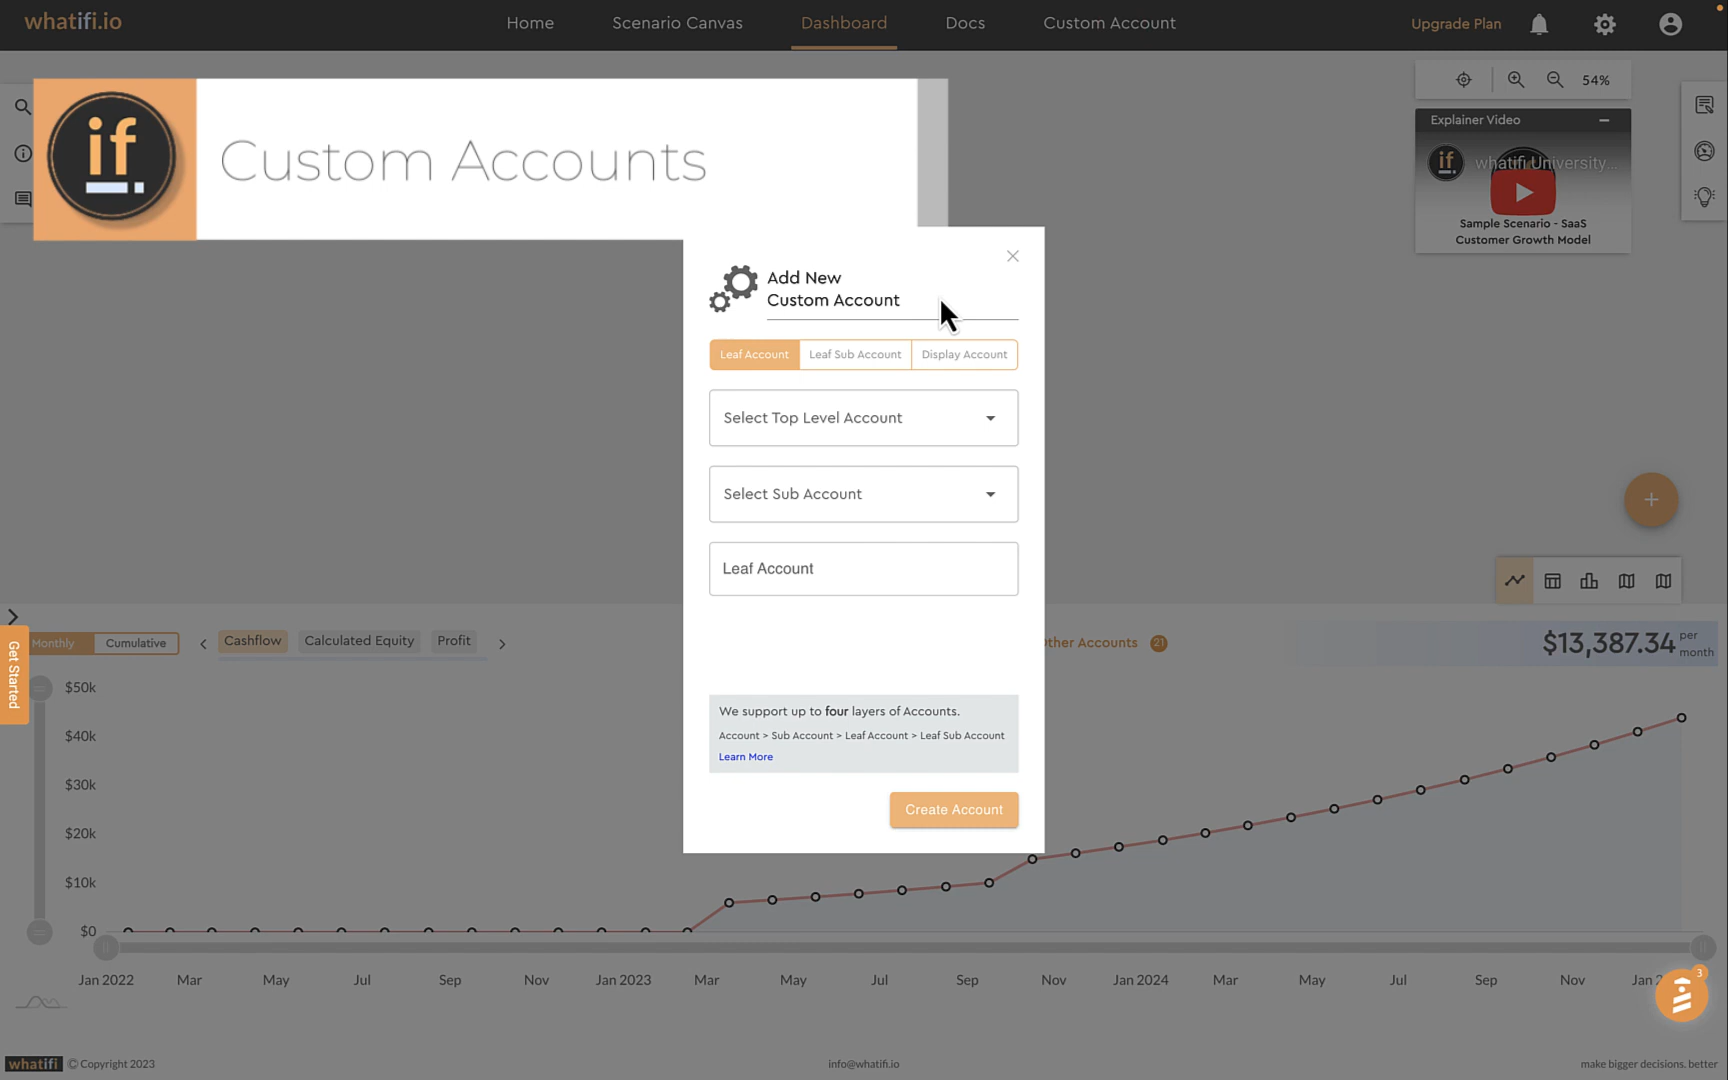 whatifi.io
Home
Scenario Canvas
Dashboard
Docs
Custom Account
Upgrade Plan
54%
if
Custom Accounts
Explainer Video
if
whatifi University...
Sample Scenario - SaaS
Customer Growth Model
Add New
Custom Account
Leaf Account
Leaf Sub Account
Display Account
Select Top Level Account
Select Sub Account
Leaf Account
We support up to four layers of Accounts.
Account > Sub Account > Leaf Account > Leaf Sub Account
Learn More
Create Account
Get Started
Monthly
Cumulative
Cashflow
Calculated Equity
Profit
Other Accounts
21
$13,387.34
per
month
$50k
$40k
$30k
$20k
$10k
$0
Jan 2022
Mar
May
Jul
Sep
Nov
Jan 2023
Mar
May
Jul
Sep
Nov
Jan 2024
Mar
May
Jul
Sep
Nov
Jan 2
3
whatifi
© Copyright 2023
info@whatifi.io
make bigger decisions. better